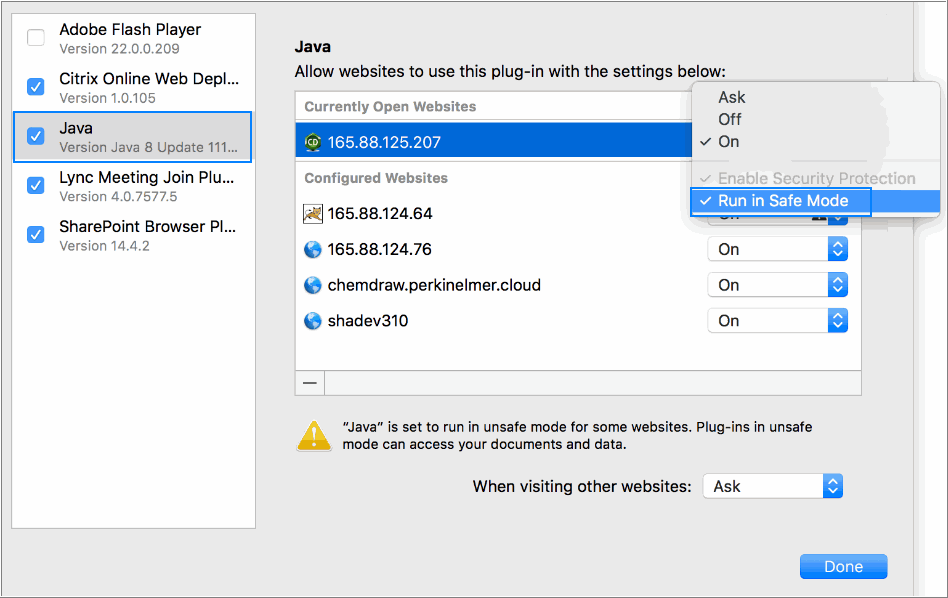 Adobe Flash Player
Version 22.0.0.209
Citrix Online Web Depl...
Version 1.0.105
Java
Version Java 8 Update 111...
Lync Meeting Join Plu...
Version 4.0.7577.5
SharePoint Browser Pl...
Version 14.4.2
Java
Allow websites to use this plug-in with the settings below:
Currently Open Websites
CD 165.88.125.207
Ask
Off
On
Enable Security Protection
Run in Safe Mode
Configured Websites
165.88.124.64
165.88.124.76 On
chemdraw.perkinelmer.cloud On
shadev310 On
"Java" is set to run in unsafe mode for some websites. Plug-ins in unsafe
mode can access your documents and data.
When visiting other websites: Ask
Done